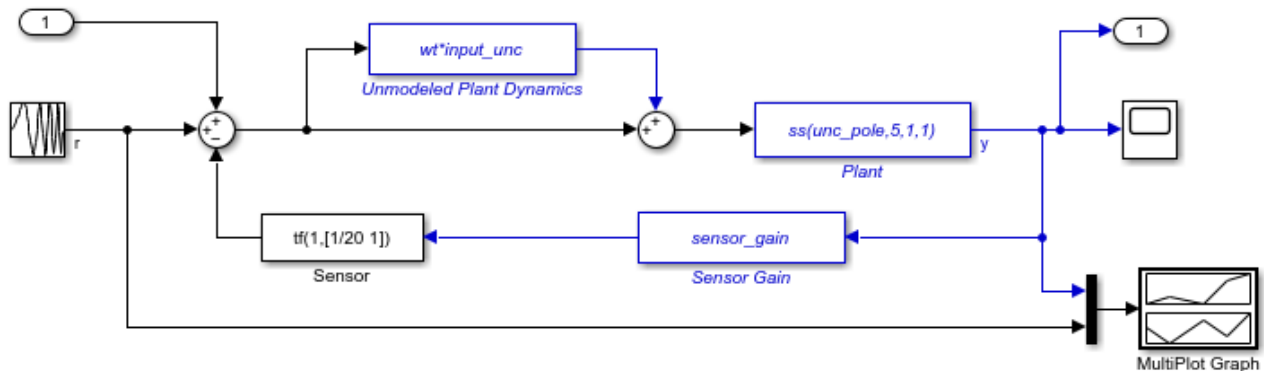 1
wt*input_unc
Unmodeled Plant Dynamics
1
r
+
+
−
+
+
ss(unc_pole,5,1,1)
y
Plant
tf(1,[1/20 1])
Sensor
sensor_gain
Sensor Gain
MultiPlot Graph